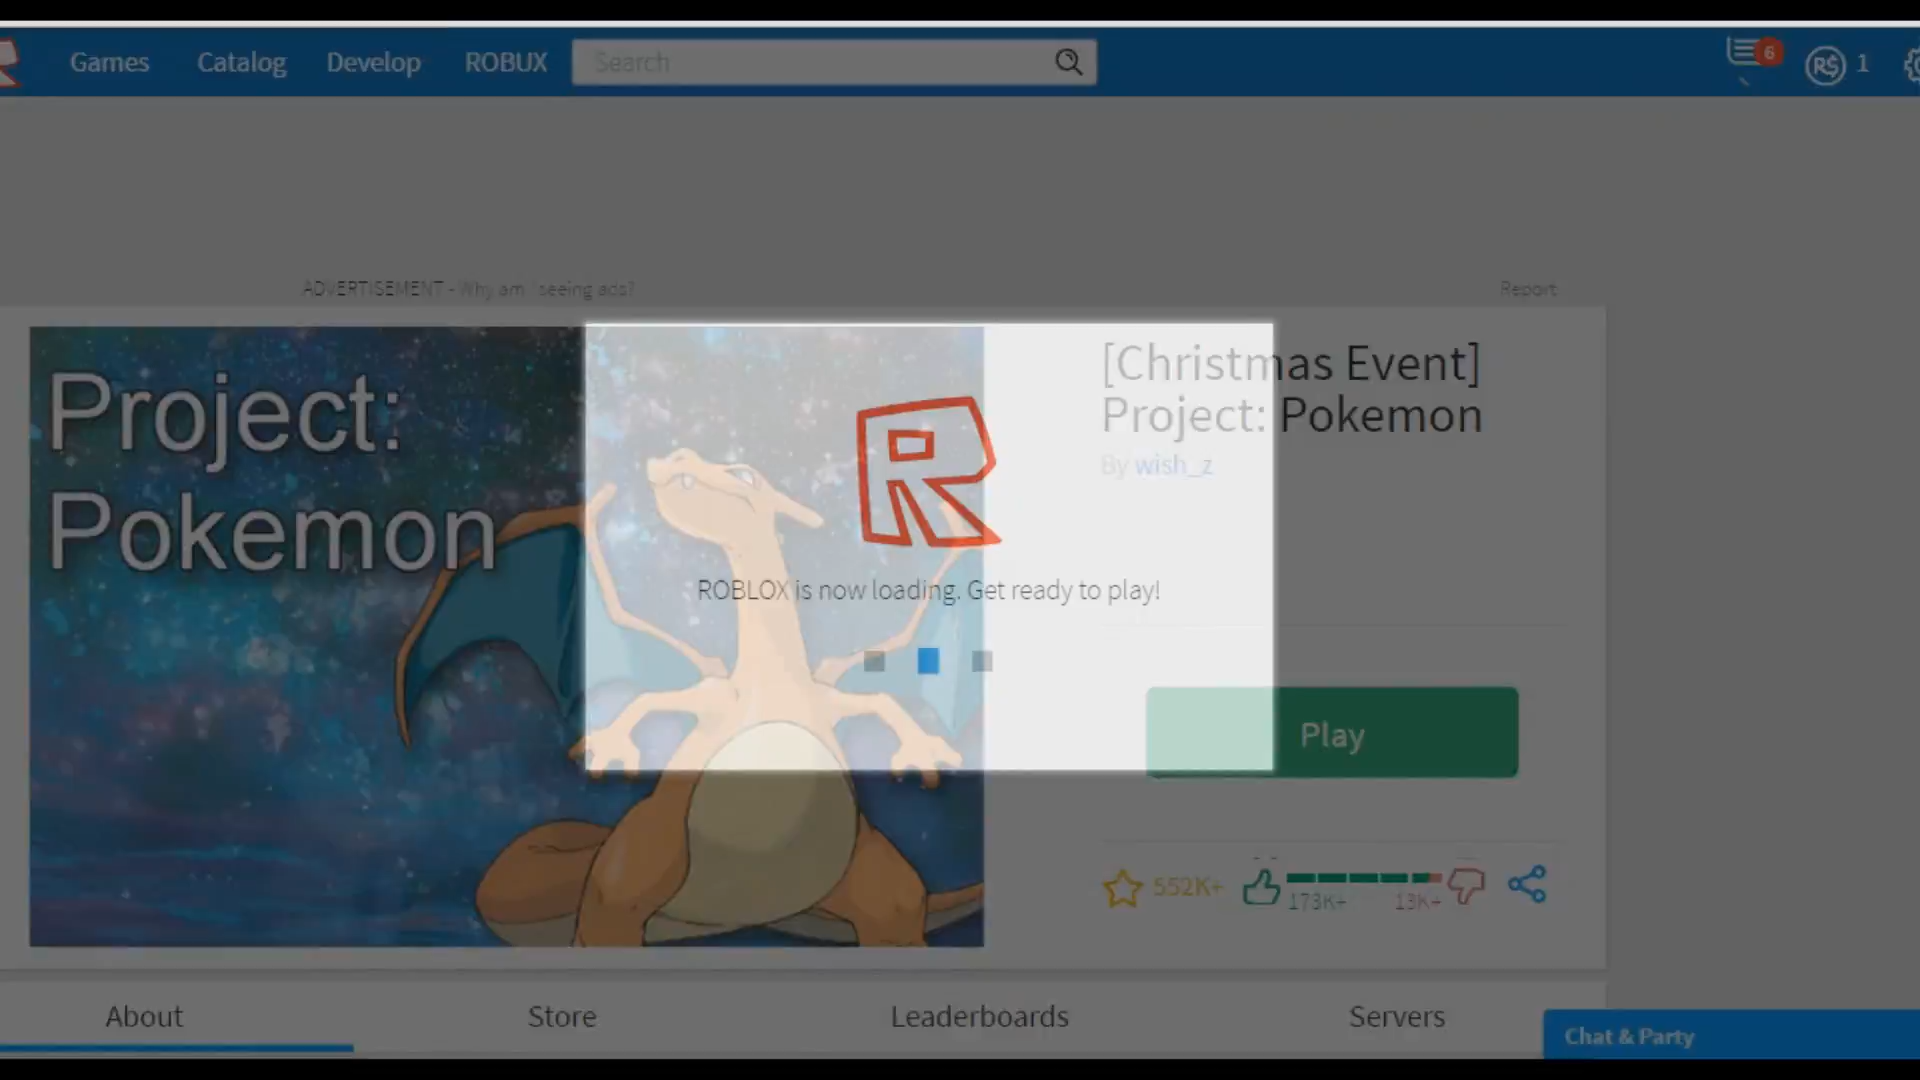 Games Catalog Develop ROBUX Search 6 R$ 1
ADVERTISEMENT - Why am I seeing ads? Report
Project:
Pokemon
[Christmas Event]
Project: Pokemon
By wish_z
R
ROBLOX is now loading. Get ready to play!
Play
552K+ 173K+ 13K+
About Store Leaderboards Servers
Chat & Party